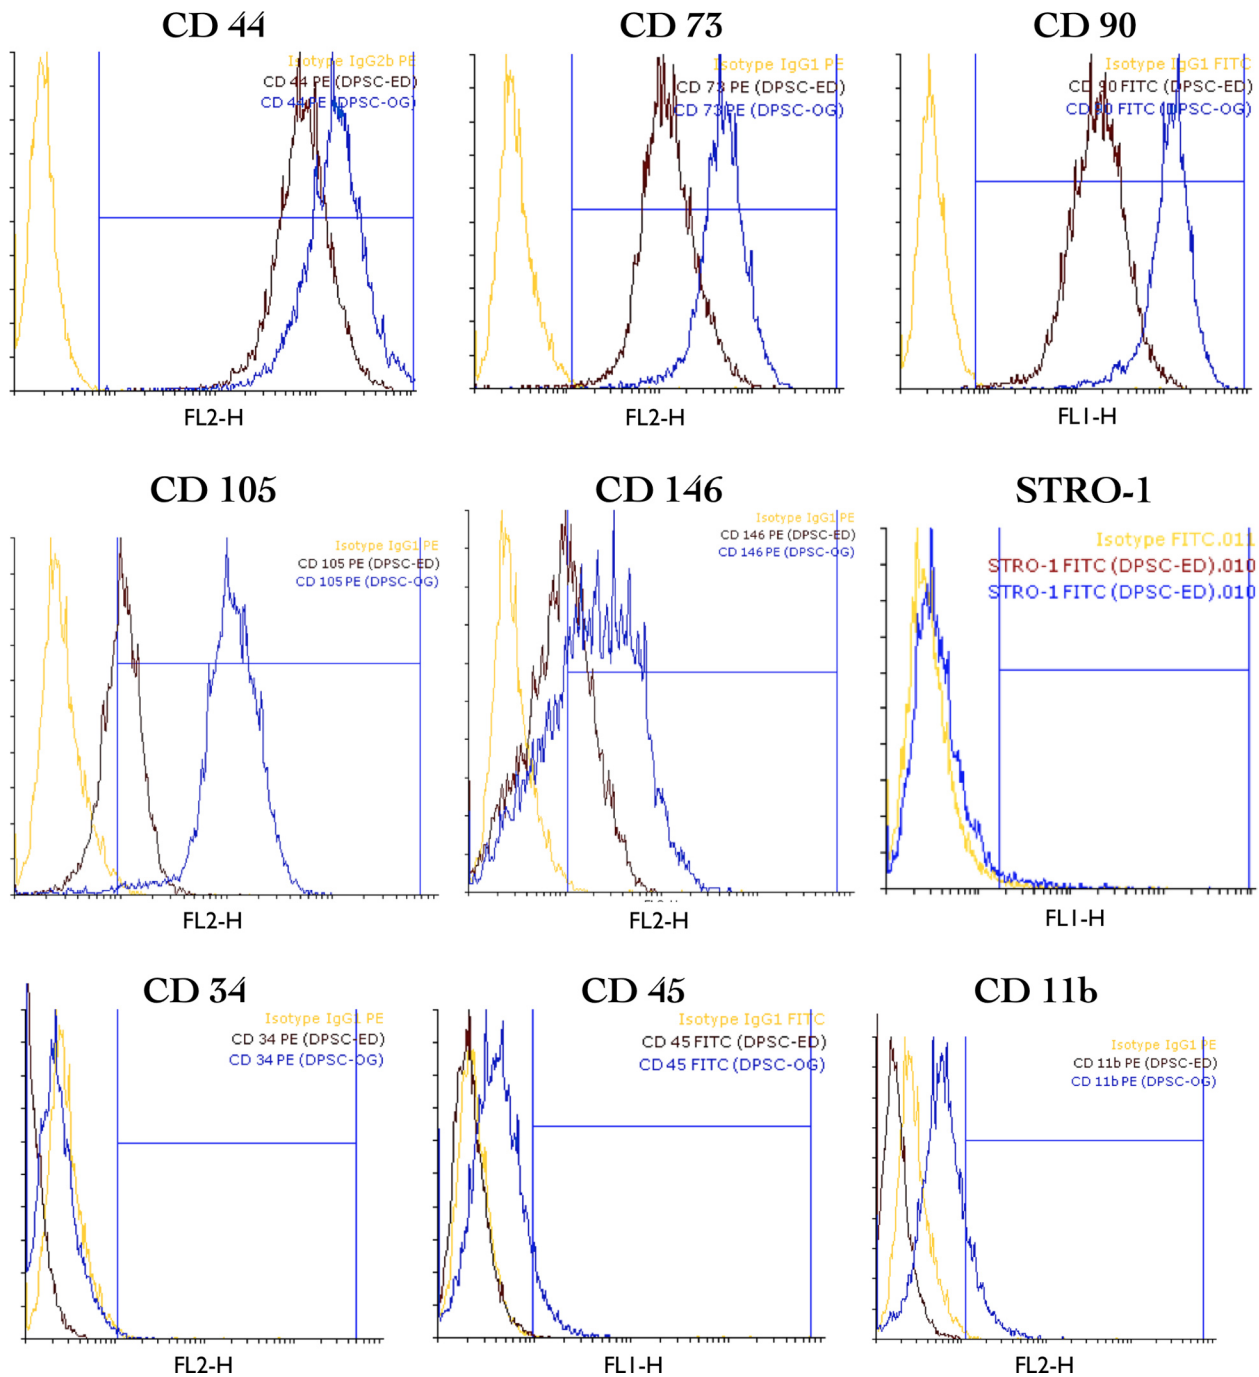 CD 44
Isotype IgG2b PE
CD 44 PE (DPSC-ED)
CD 44 PE (DPSC-OG)
FL2-H
CD 73
Isotype IgG1 PE
CD 73 PE (DPSC-ED)
CD 73 PE (DPSC-OG)
FL2-H
CD 90
Isotype IgG1 FITC
CD 90 FITC (DPSC-ED)
CD 90 FITC (DPSC-OG)
FL1-H
CD 105
Isotype IgG1 PE
CD 105 PE (DPSC-ED)
CD 105 PE (DPSC-OG)
FL2-H
CD 146
Isotype IgG1 PE
CD 146 PE (DPSC-ED)
CD 146 PE (DPSC-OG)
FL2-H
STRO-1
Isotype FITC.011
STRO-1 FITC (DPSC-ED).010
STRO-1 FITC (DPSC-ED).010
FL1-H
CD 34
Isotype IgG1 PE
CD 34 PE (DPSC-ED)
CD 34 PE (DPSC-OG)
FL2-H
CD 45
Isotype IgG1 FITC
CD 45 FITC (DPSC-ED)
CD 45 FITC (DPSC-OG)
FL1-H
CD 11b
Isotype IgG1 PE
CD 11b PE (DPSC-ED)
CD 11b PE (DPSC-OG)
FL2-H